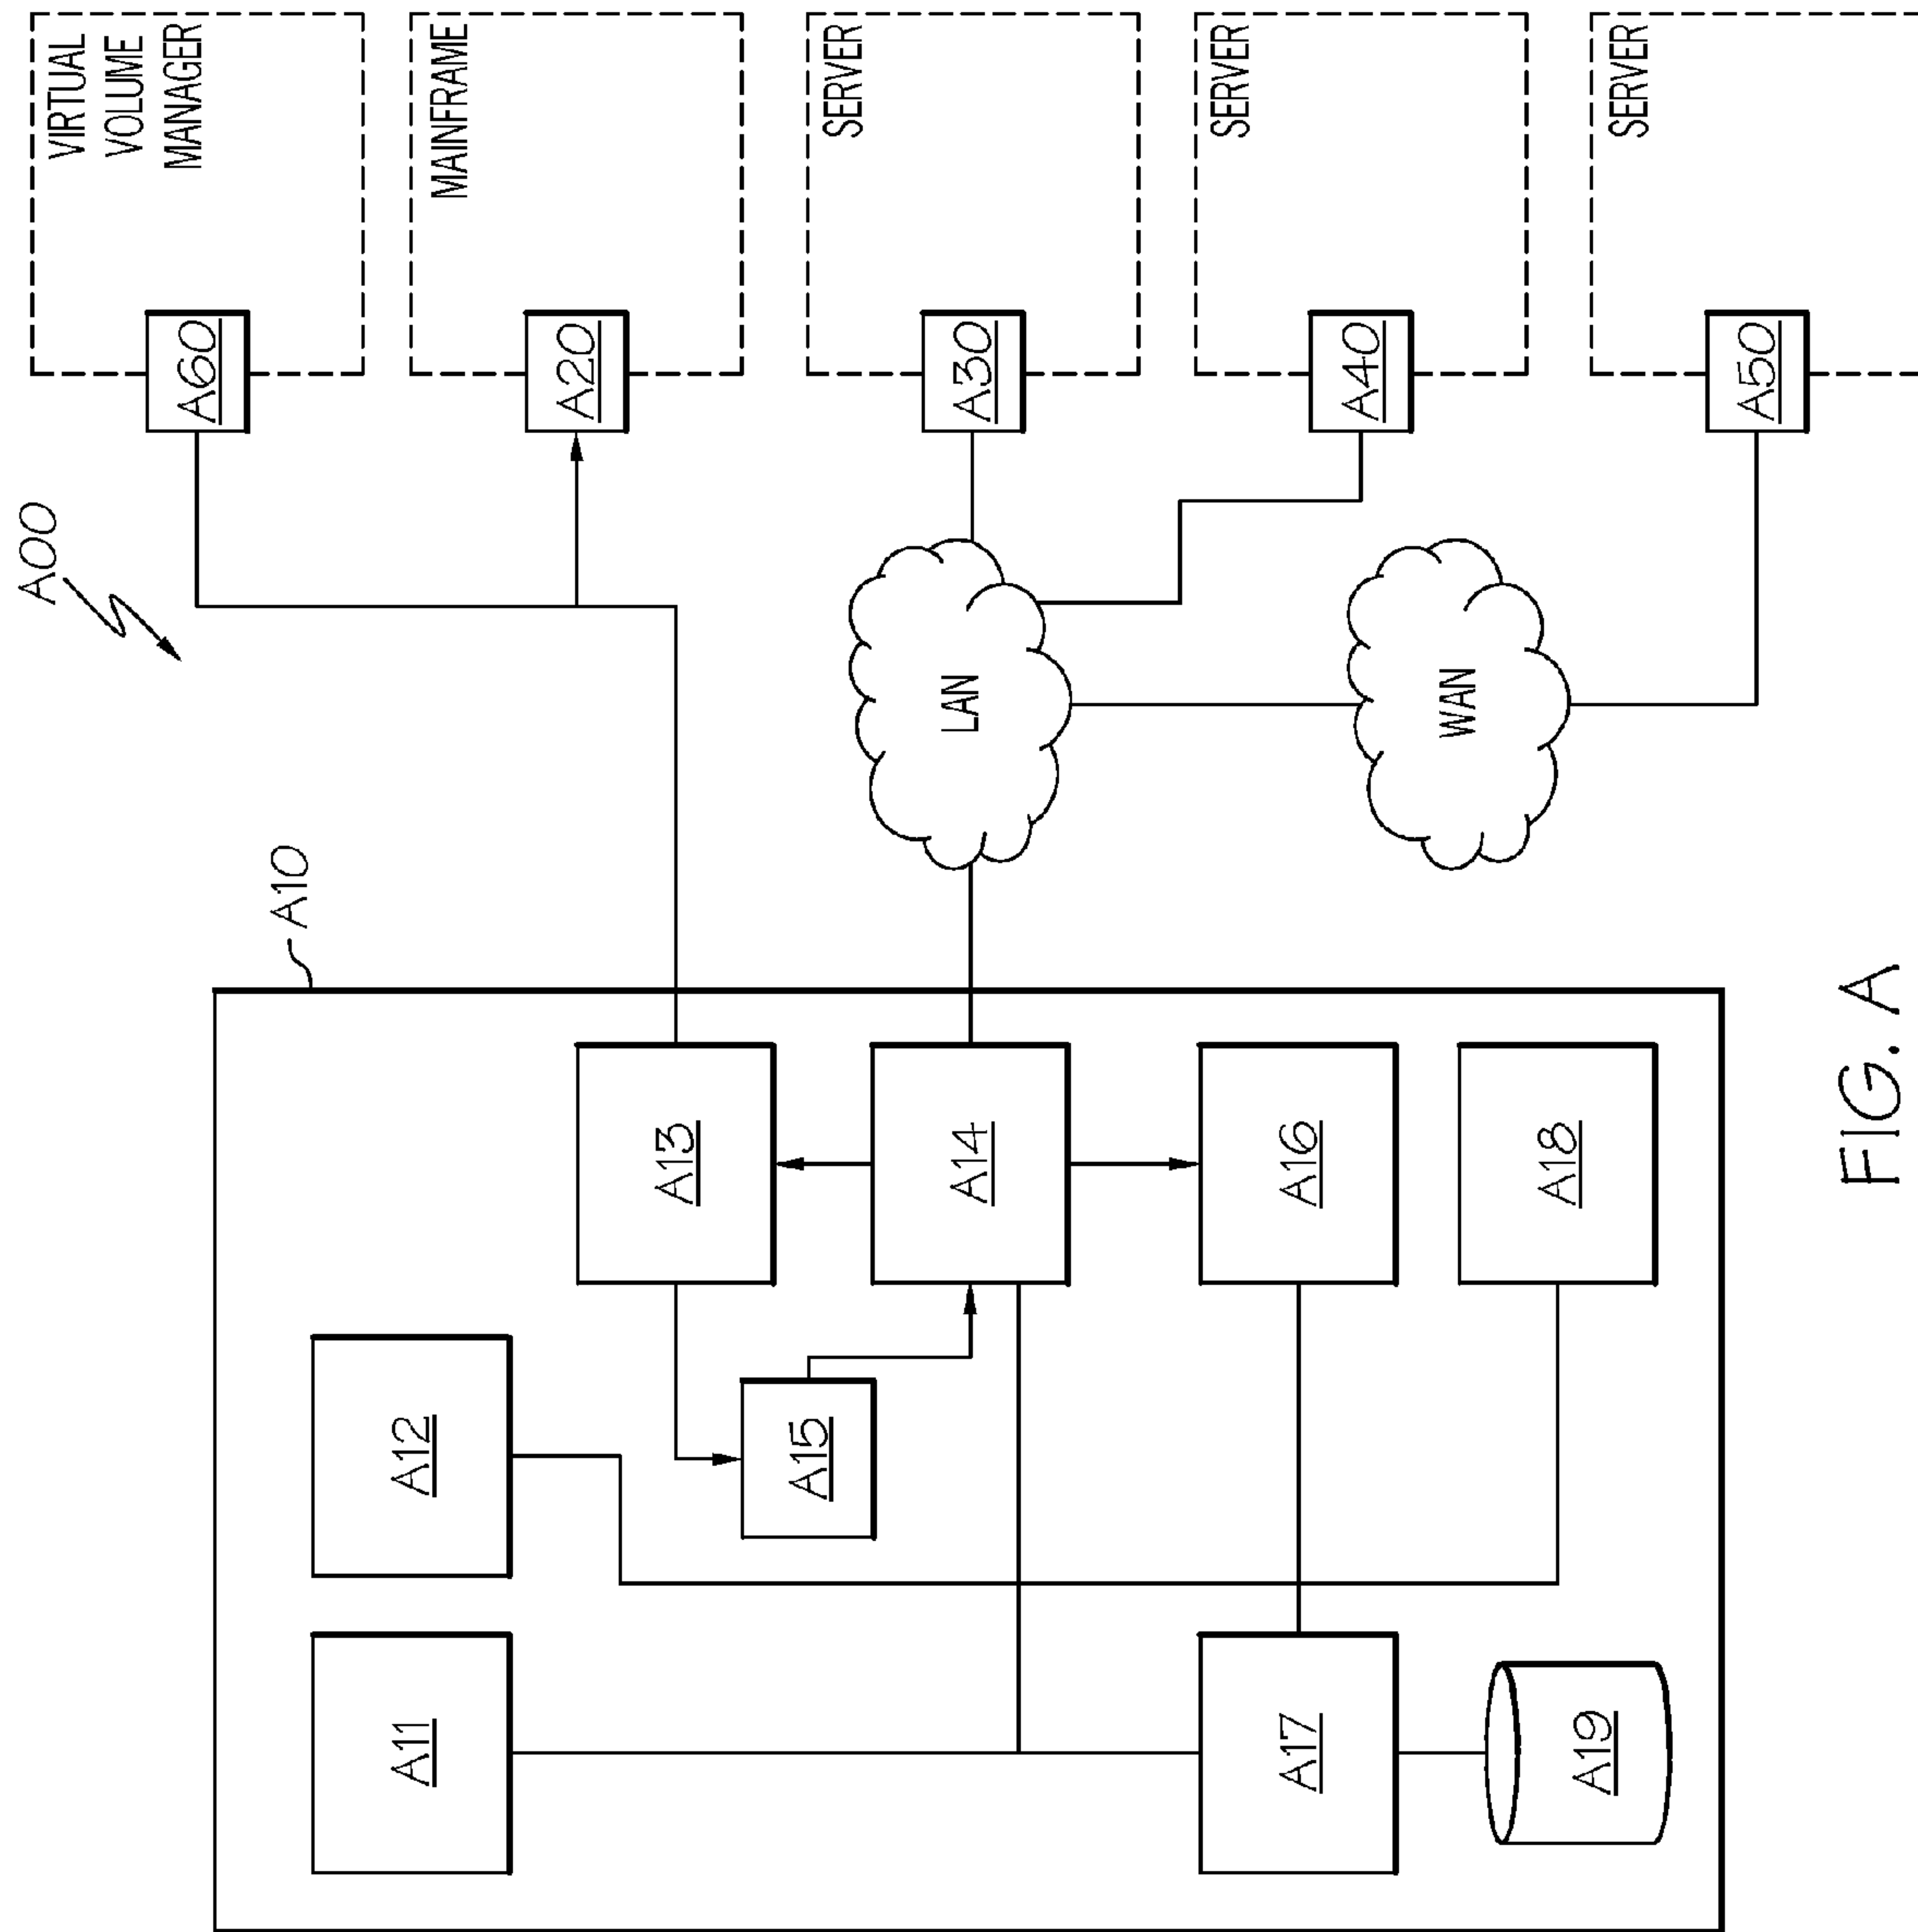 A00
VIRTUAL
VOLUME
MANAGER
A60
MAINFRAME
A20
SERVER
A30
SERVER
A40
SERVER
A50
LAN
WAN
A10
A11
A12
A13
A14
A15
A16
A17
A18
A19
FIG. A